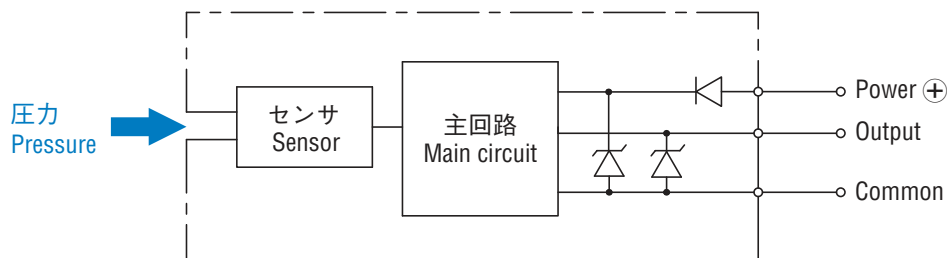 圧力
Pressure
センサ
Sensor
主回路
Main circuit
Power ⊕
Output
Common